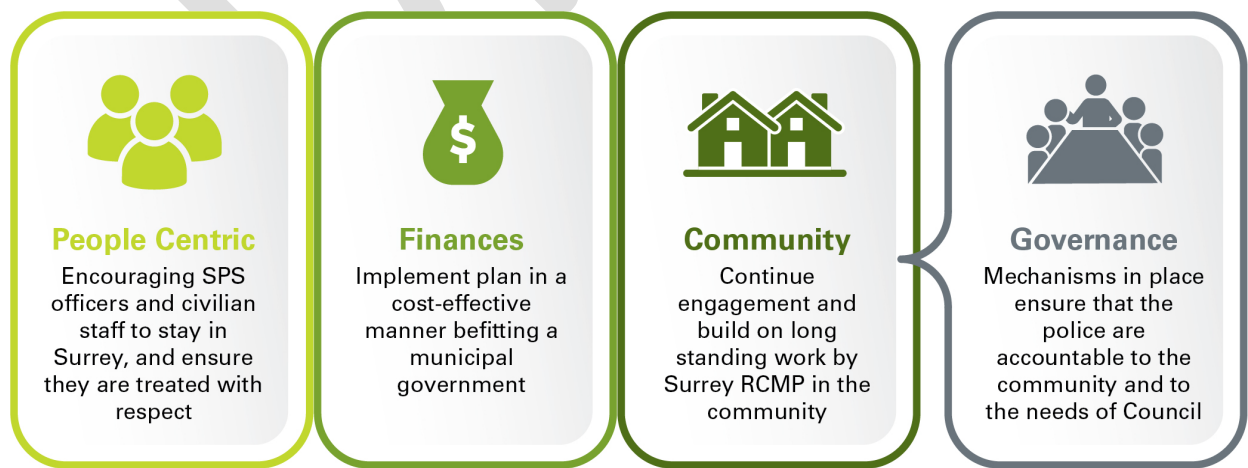 $
People Centric
Encouraging SPS
officers and civilian
staff to stay in
Surrey, and ensure
they are treated with
respect
Finances
Implement plan in a
cost-effective
manner befitting a
municipal
government
Community
Continue
engagement and
build on long
standing work by
Surrey RCMP in the
community
Governance
Mechanisms in place
ensure that the
police are
accountable to the
community and to
the needs of Council